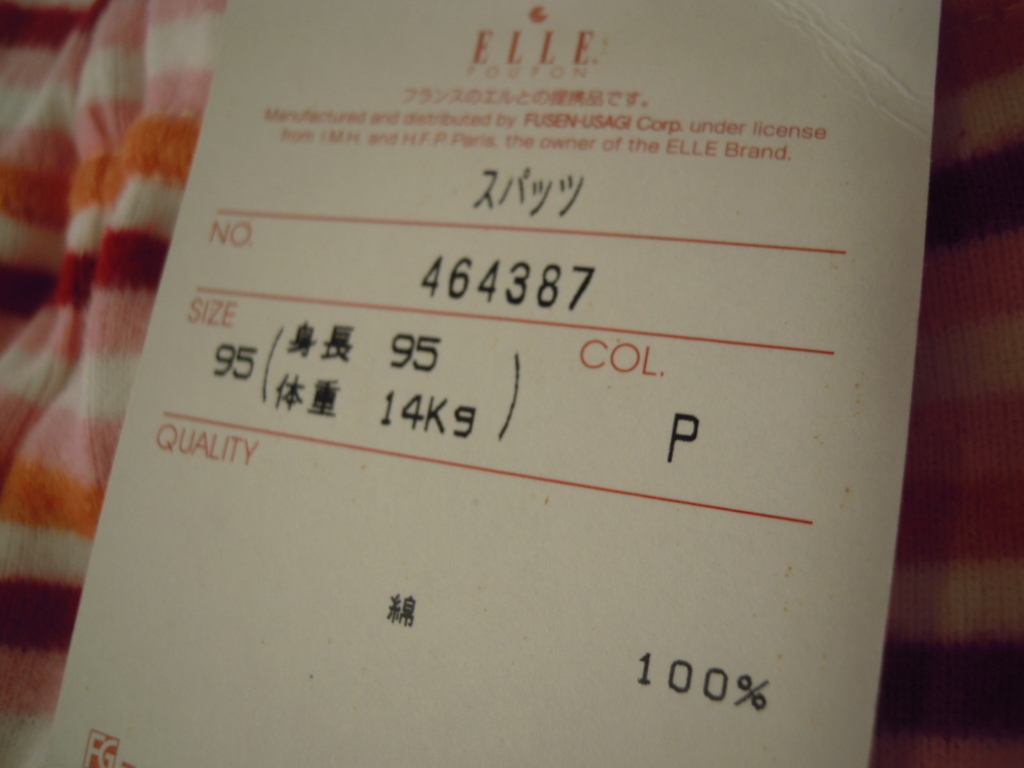 ELLE.
POUPON
フランスのエルとの提携品です。
Manufactured and distributed by FUSEN-USAGI Corp. under license
from I.M.H. and H.F.P. Paris, the owner of the ELLE Brand.
スパッツ
NO.
464387
SIZE
95 (身長 95
体重 14Kg)
COL.
P
QUALITY
綿
100%
FG